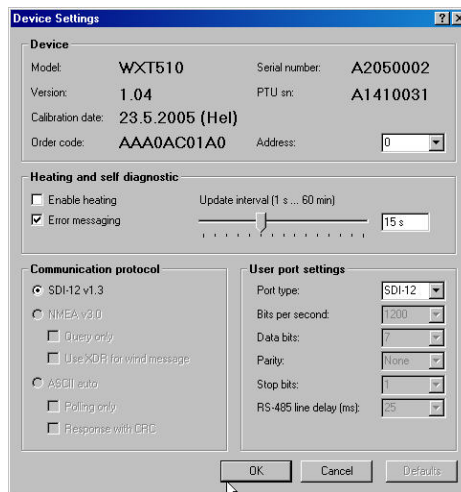 Device Settings
Device
Model: WXT510 Serial number: A2050002
Version: 1.04 PTU sn: A1410031
Calibration date: 23.5.2005 (Hel)
Order code: AAA0AC01A0 Address: 0
Heating and self diagnostic
Enable heating Update interval (1 s ... 60 min)
Error messaging 15 s
Communication protocol
SDI-12 v1.3
NMEA v3.0
Query only
Use XDR for wind message
ASCII auto
Polling only
Response with CRC
User port settings
Port type: SDI-12
Bits per second: 1200
Data bits: 7
Parity: None
Stop bits: 1
RS-485 line delay (ms): 25
OK Cancel Defaults